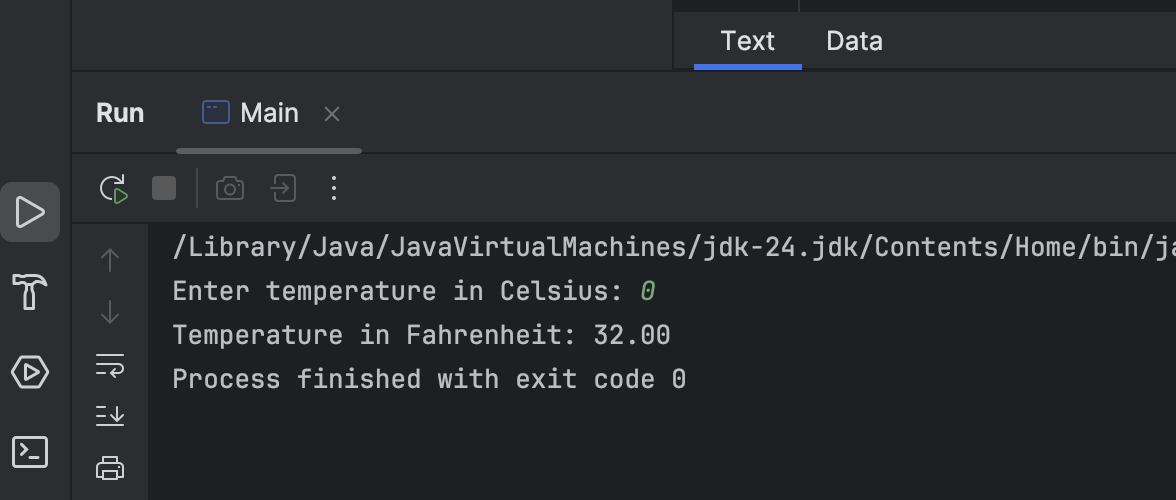 Text Data
Run Main
/Library/Java/JavaVirtualMachines/jdk-24.jdk/Contents/Home/bin/ja
Enter temperature in Celsius: 0
Temperature in Fahrenheit: 32.00
Process finished with exit code 0